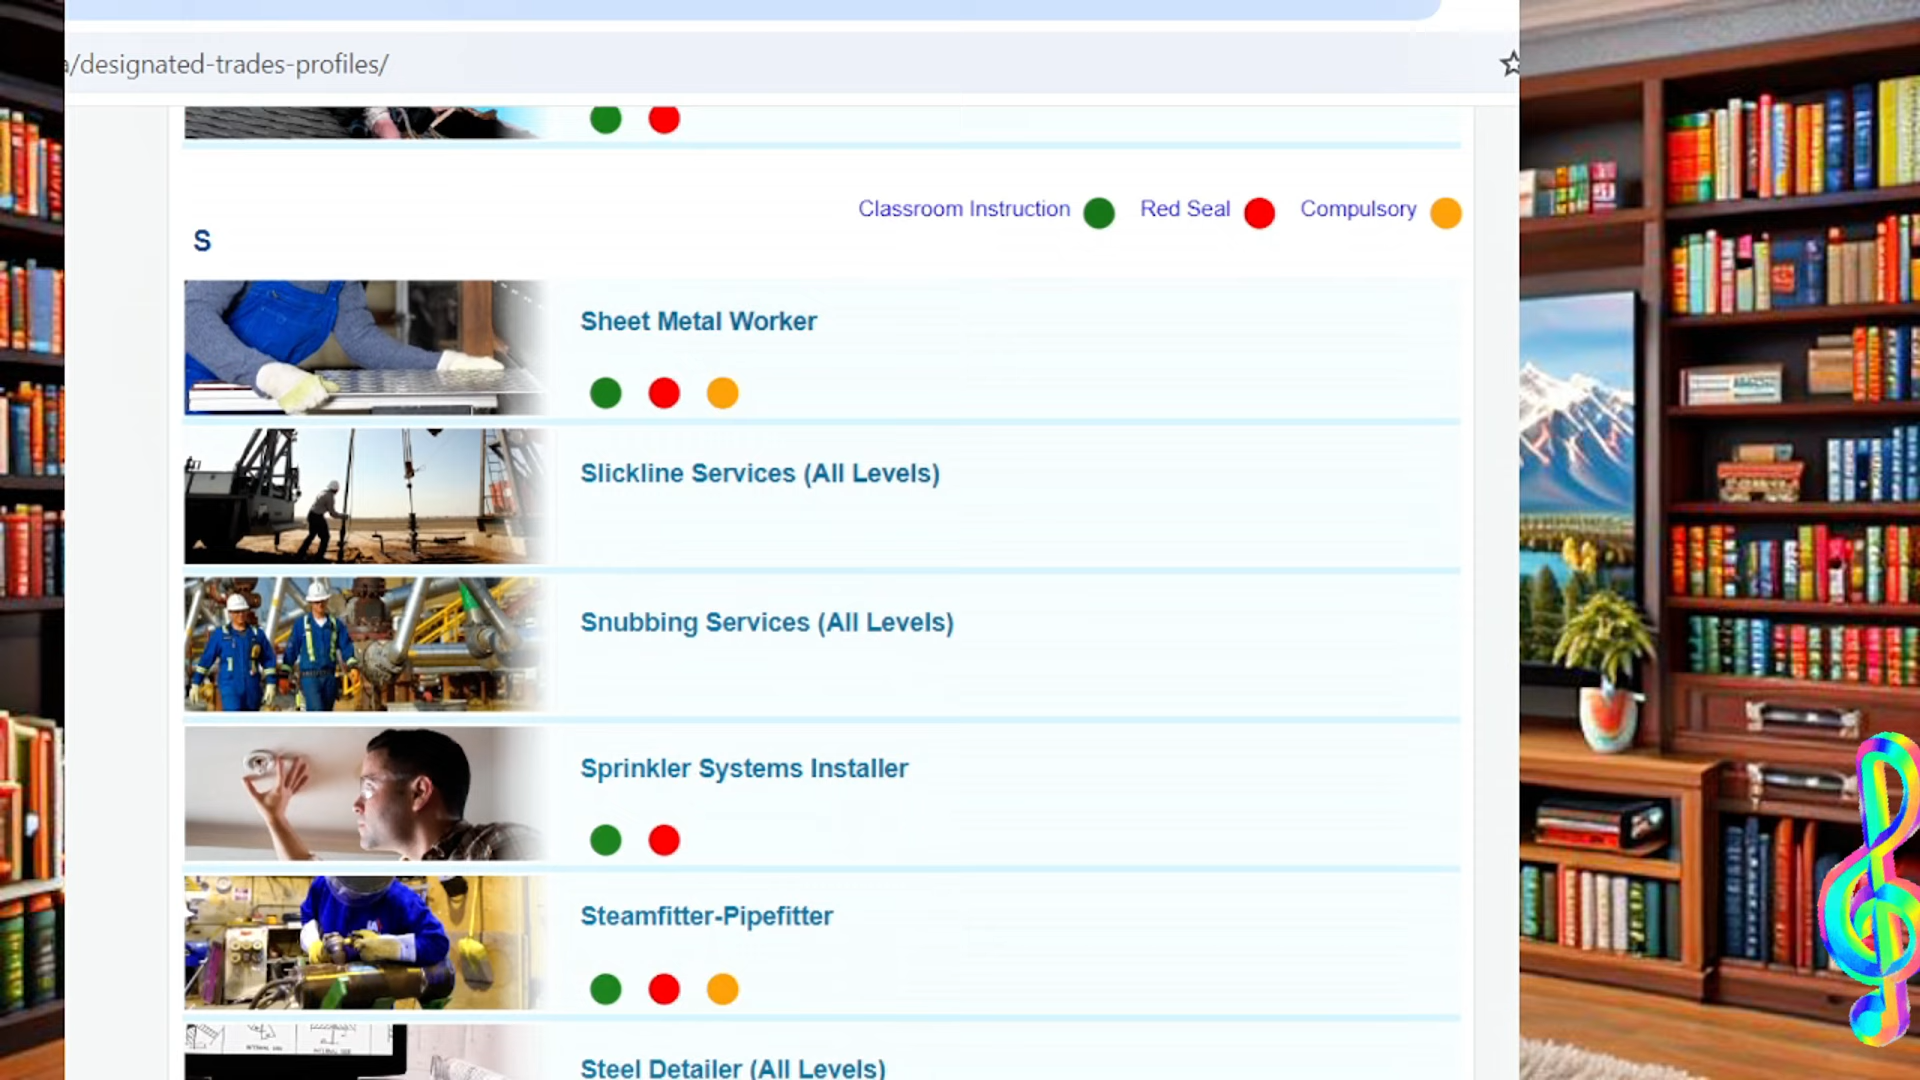 a/designated-trades-profiles/
Classroom Instruction Red Seal Compulsory
S
Sheet Metal Worker
Slickline Services (All Levels)
Snubbing Services (All Levels)
Sprinkler Systems Installer
Steamfitter-Pipefitter
Steel Detailer (All Levels)